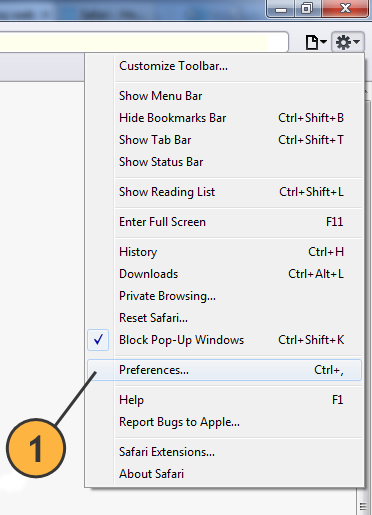 Customize Toolbar...
Show Menu Bar
Hide Bookmarks Bar Ctrl+Shift+B
Show Tab Bar Ctrl+Shift+T
Show Status Bar
Show Reading List Ctrl+Shift+L
Enter Full Screen F11
History Ctrl+H
Downloads Ctrl+Alt+L
Private Browsing...
Reset Safari...
Block Pop-Up Windows Ctrl+Shift+K
Preferences... Ctrl+,
Help F1
Report Bugs to Apple...
1
Safari Extensions...
About Safari